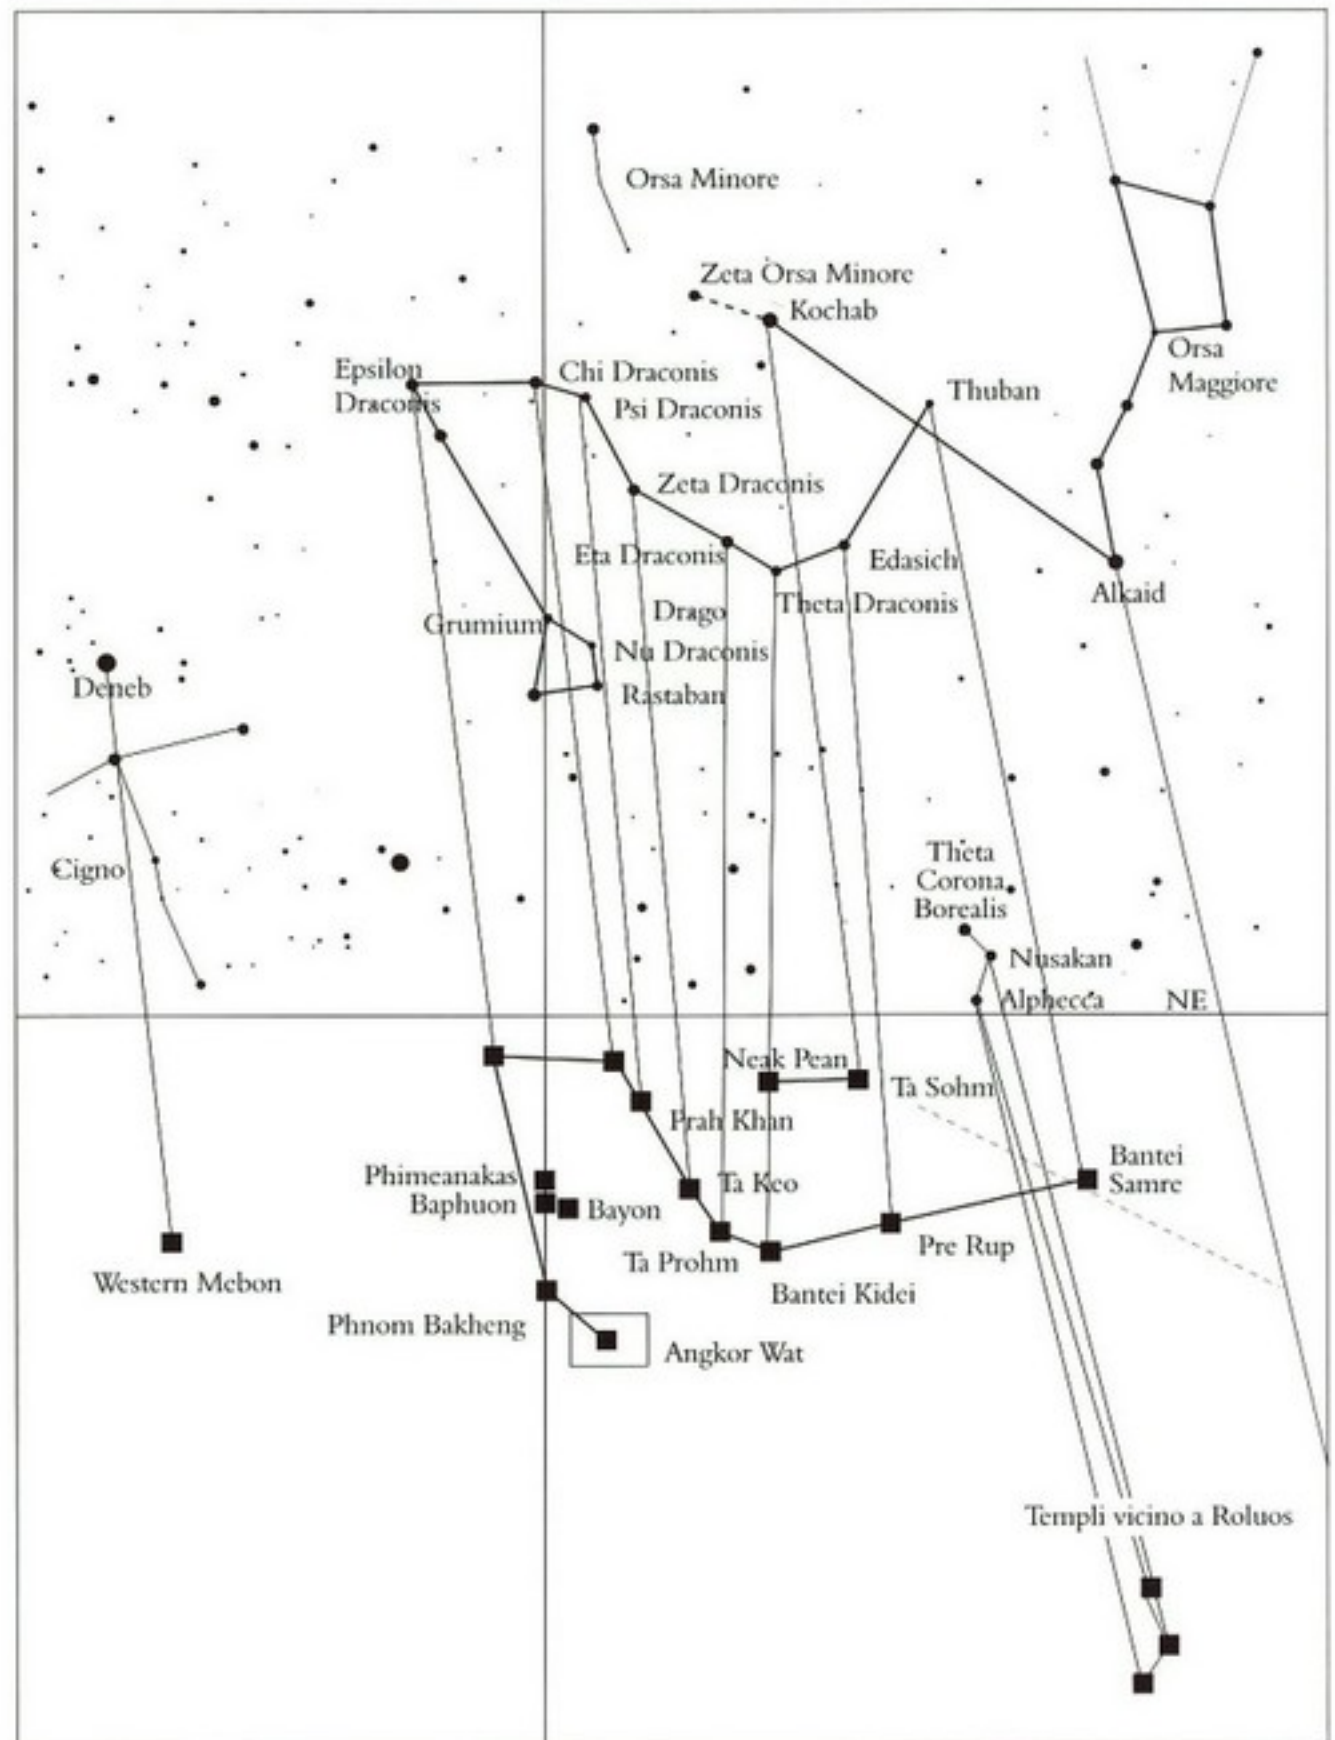 Orsa Minore
Zeta Orsa Minore
Kochab
Orsa
Maggiore
Epsilon
Draconis
Chi Draconis
Psi Draconis
Thuban
Zeta Draconis
Eta Draconis
Edasich
Alkaid
Drago
Theta Draconis
Grumium
Nu Draconis
Rastaban
Deneb
Cigno
Theta
Corona
Borealis
Nusakan
Alphecca
NE
Neak Pean
Ta Sohm
Prah Khan
Bantei
Samre
Phimeanakas
Baphuon
Bayon
Ta Keo
Pre Rup
Ta Prohm
Bantei Kidei
Western Mebon
Phnom Bakheng
Angkor Wat
Templi vicino a Roluos